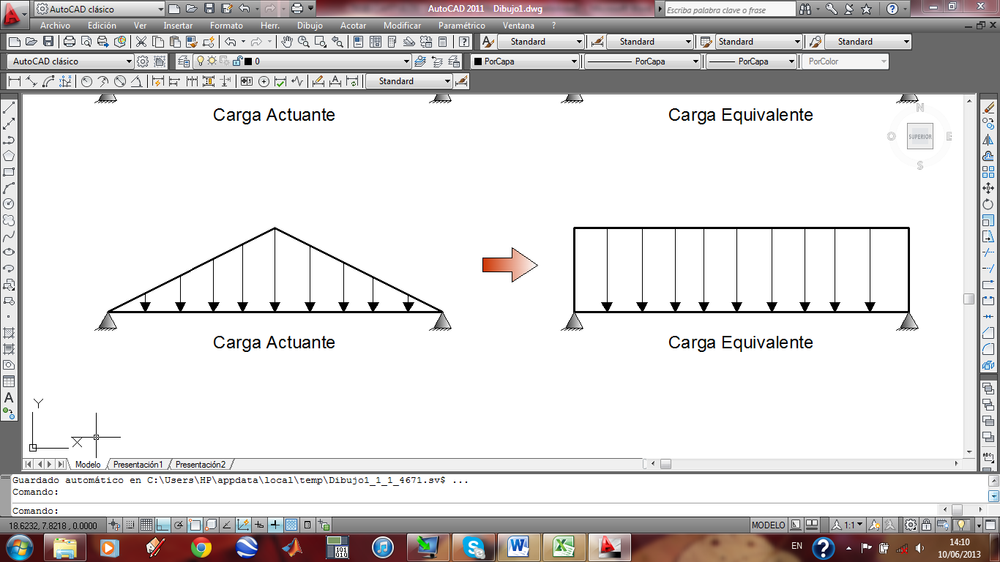 AutoCAD clásico
AutoCAD 2011 Dibujo1.dwg
Escriba palabra clave o frase
Archivo Edición Ver Insertar Formato Herr. Dibujo Acotar Modificar Paramétrico Ventana ?
Standard Standard Standard Standard
AutoCAD clásico 0 PorCapa PorCapa PorCapa PorColor
Standard
Carga Actuante Carga Equivalente
N
O SUPERIOR E
S
Carga Actuante Carga Equivalente
Y
X
A
ABC
Modelo Presentación1 Presentación2
Guardado automático en C:\Users\HP\appdata\local\temp\Dibujo1_1_1_4671.sv$ ...
Comando:
Comando:
18.6232, 7.8218 , 0.0000 MODELO 1:1
EN 14:10
10/06/2013